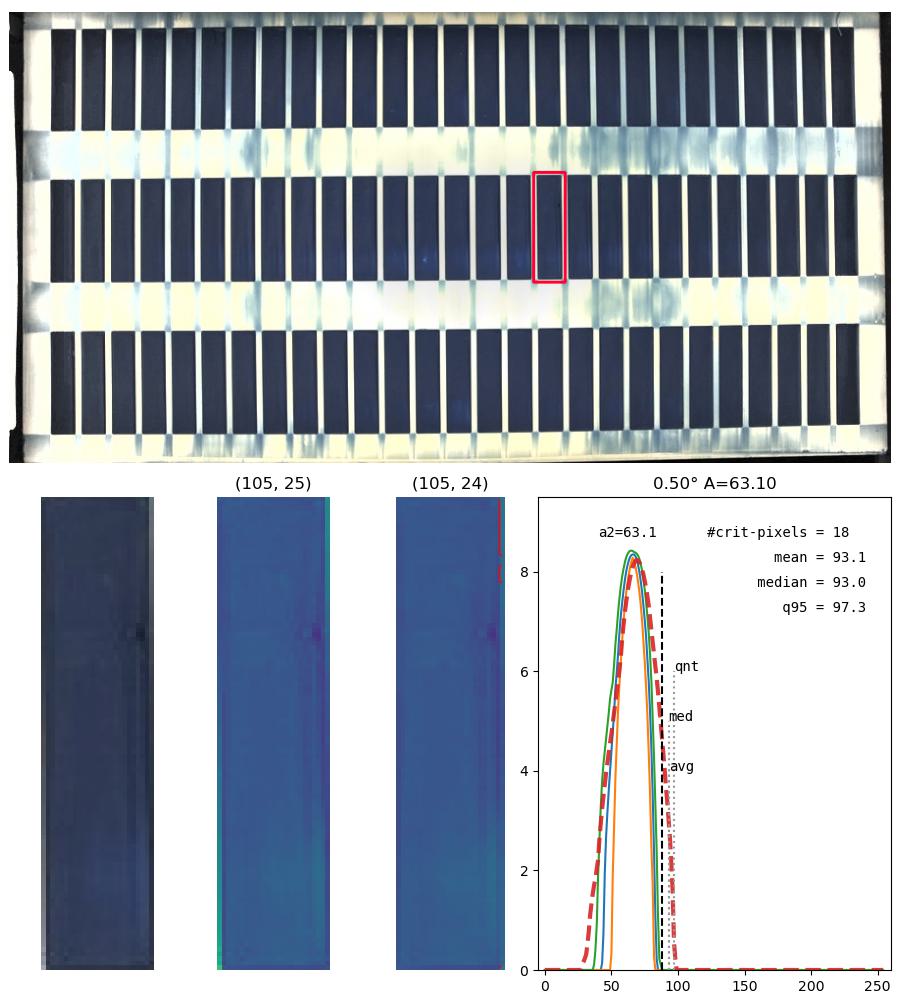 (105, 25)
(105, 24)
0.50° A=63.10
a2=63.1
#crit-pixels = 18
mean = 93.1
median = 93.0
q95 = 97.3
qnt
med
avg
8
6
4
2
0
0 50 100 150 200 250